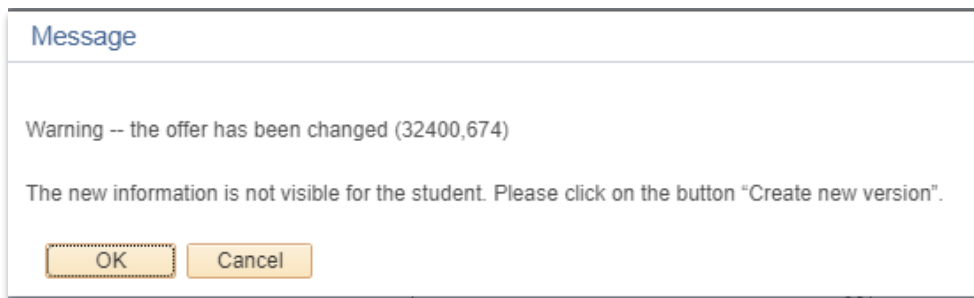 Message
Warning -- the offer has been changed (32400,674)
The new information is not visible for the student. Please click on the button “Create new version”.
OK Cancel